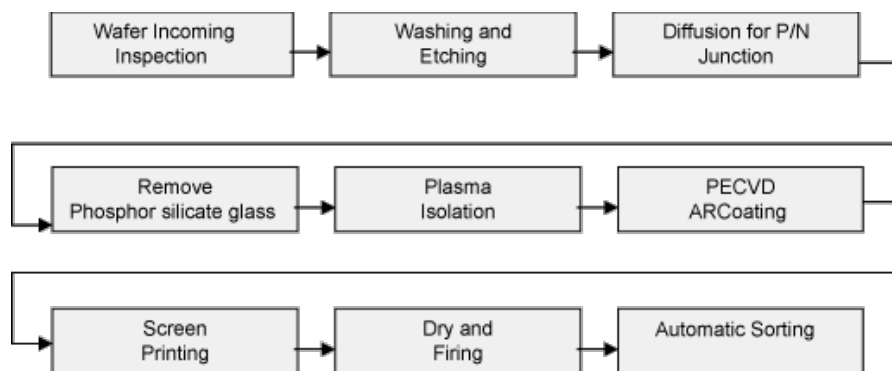 Wafer Incoming
Inspection
Washing and
Etching
Diffusion for P/N
Junction
Remove
Phosphor silicate glass
Plasma
Isolation
PECVD
ARCoating
Screen
Printing
Dry and
Firing
Automatic Sorting